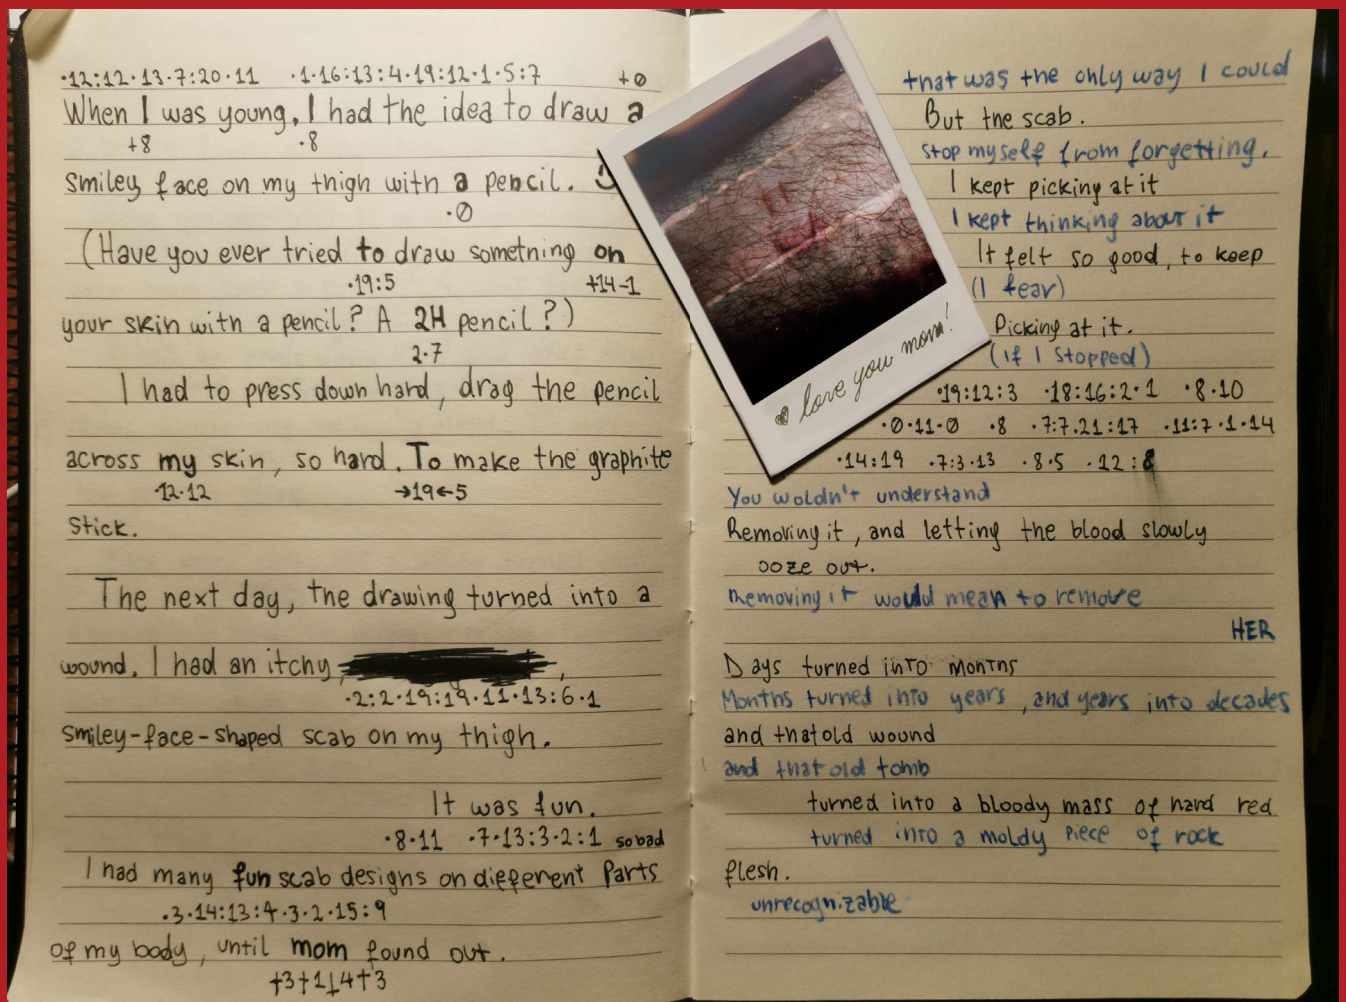 ·12:12·13·7:20·11 ·1·16:13:4·19:12·1·5:7 +0
When I was young, I had the idea to draw a
+8 ·8
smiley face on my thigh with a pencil.
·0
(Have you ever tried to draw something on
·19:5 +14-1
your skin with a pencil? A 2H pencil?)
2·7
I had to press down hard, drag the pencil
across my skin, so hard. To make the graphite
·12·12 →19←5
stick.
The next day, the drawing turned into a
wound. I had an itchy ,
·2:2·19:19·11·13:6·1
smiley-face-shaped scab on my thigh.
It was fun.
·8·11 ·7·13:3·2:1 so bad
I had many fun scab designs on dieferent parts
·3·14:13:4·3·2·15:9
of my body, until mom found out.
+3+1+4+3
love you mom!
that was the only way I could
But the scab.
stop myself from forgetting.
I kept picking at it
I kept thinking about it
It felt so good, to keep
(I fear)
Picking at it.
(if I stopped)
·19:12:3 ·18:16:2·1 ·8·10
·0·11·0 ·8 ·7:7.21:17 ·11:7·1·14
·14:19 ·7:3·13 ·8·5 ·12:8
You woldn't understand
Removing it, and letting the blood slowly
ooze out.
Removing it would mean to remove
HER
Days turned into months
Months turned into years, and years into decades
and that old wound
and that old tomb
turned into a bloody mass of hard red
turned into a moldy piece of rock
flesh.
unrecognizable